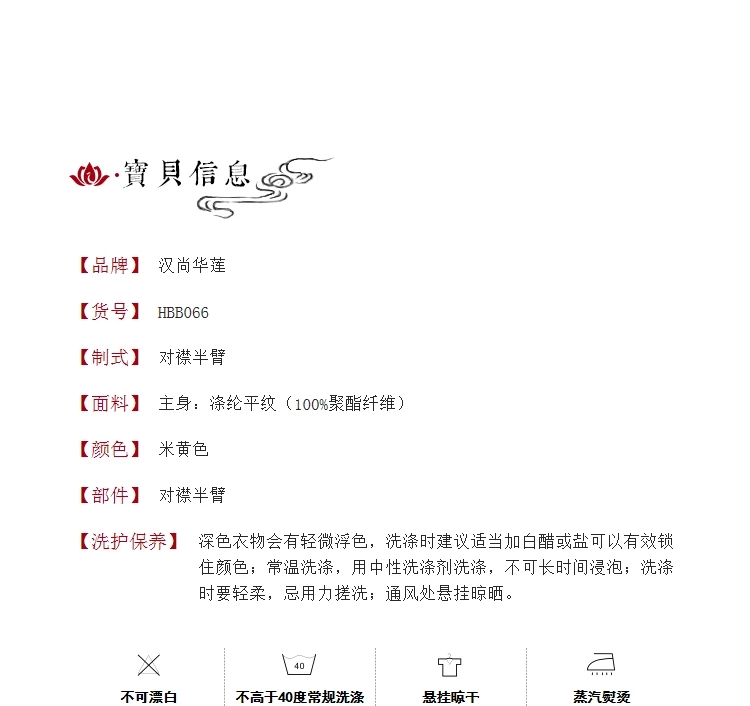 ·寶貝信息
【品牌】 汉尚华莲
【货号】 HBB066
【制式】 对襟半臂
【面料】 主身：涤纶平纹（100%聚酯纤维）
【颜色】 米黄色
【部件】 对襟半臂
【洗护保养】 深色衣物会有轻微浮色，洗涤时建议适当加白醋或盐可以有效锁
住颜色；常温洗涤，用中性洗涤剂洗涤，不可长时间浸泡；洗涤
时要轻柔，忌用力搓洗；通风处悬挂晾晒。
40
不可漂白 不高于40度常规洗涤 悬挂晾干 蒸汽熨烫